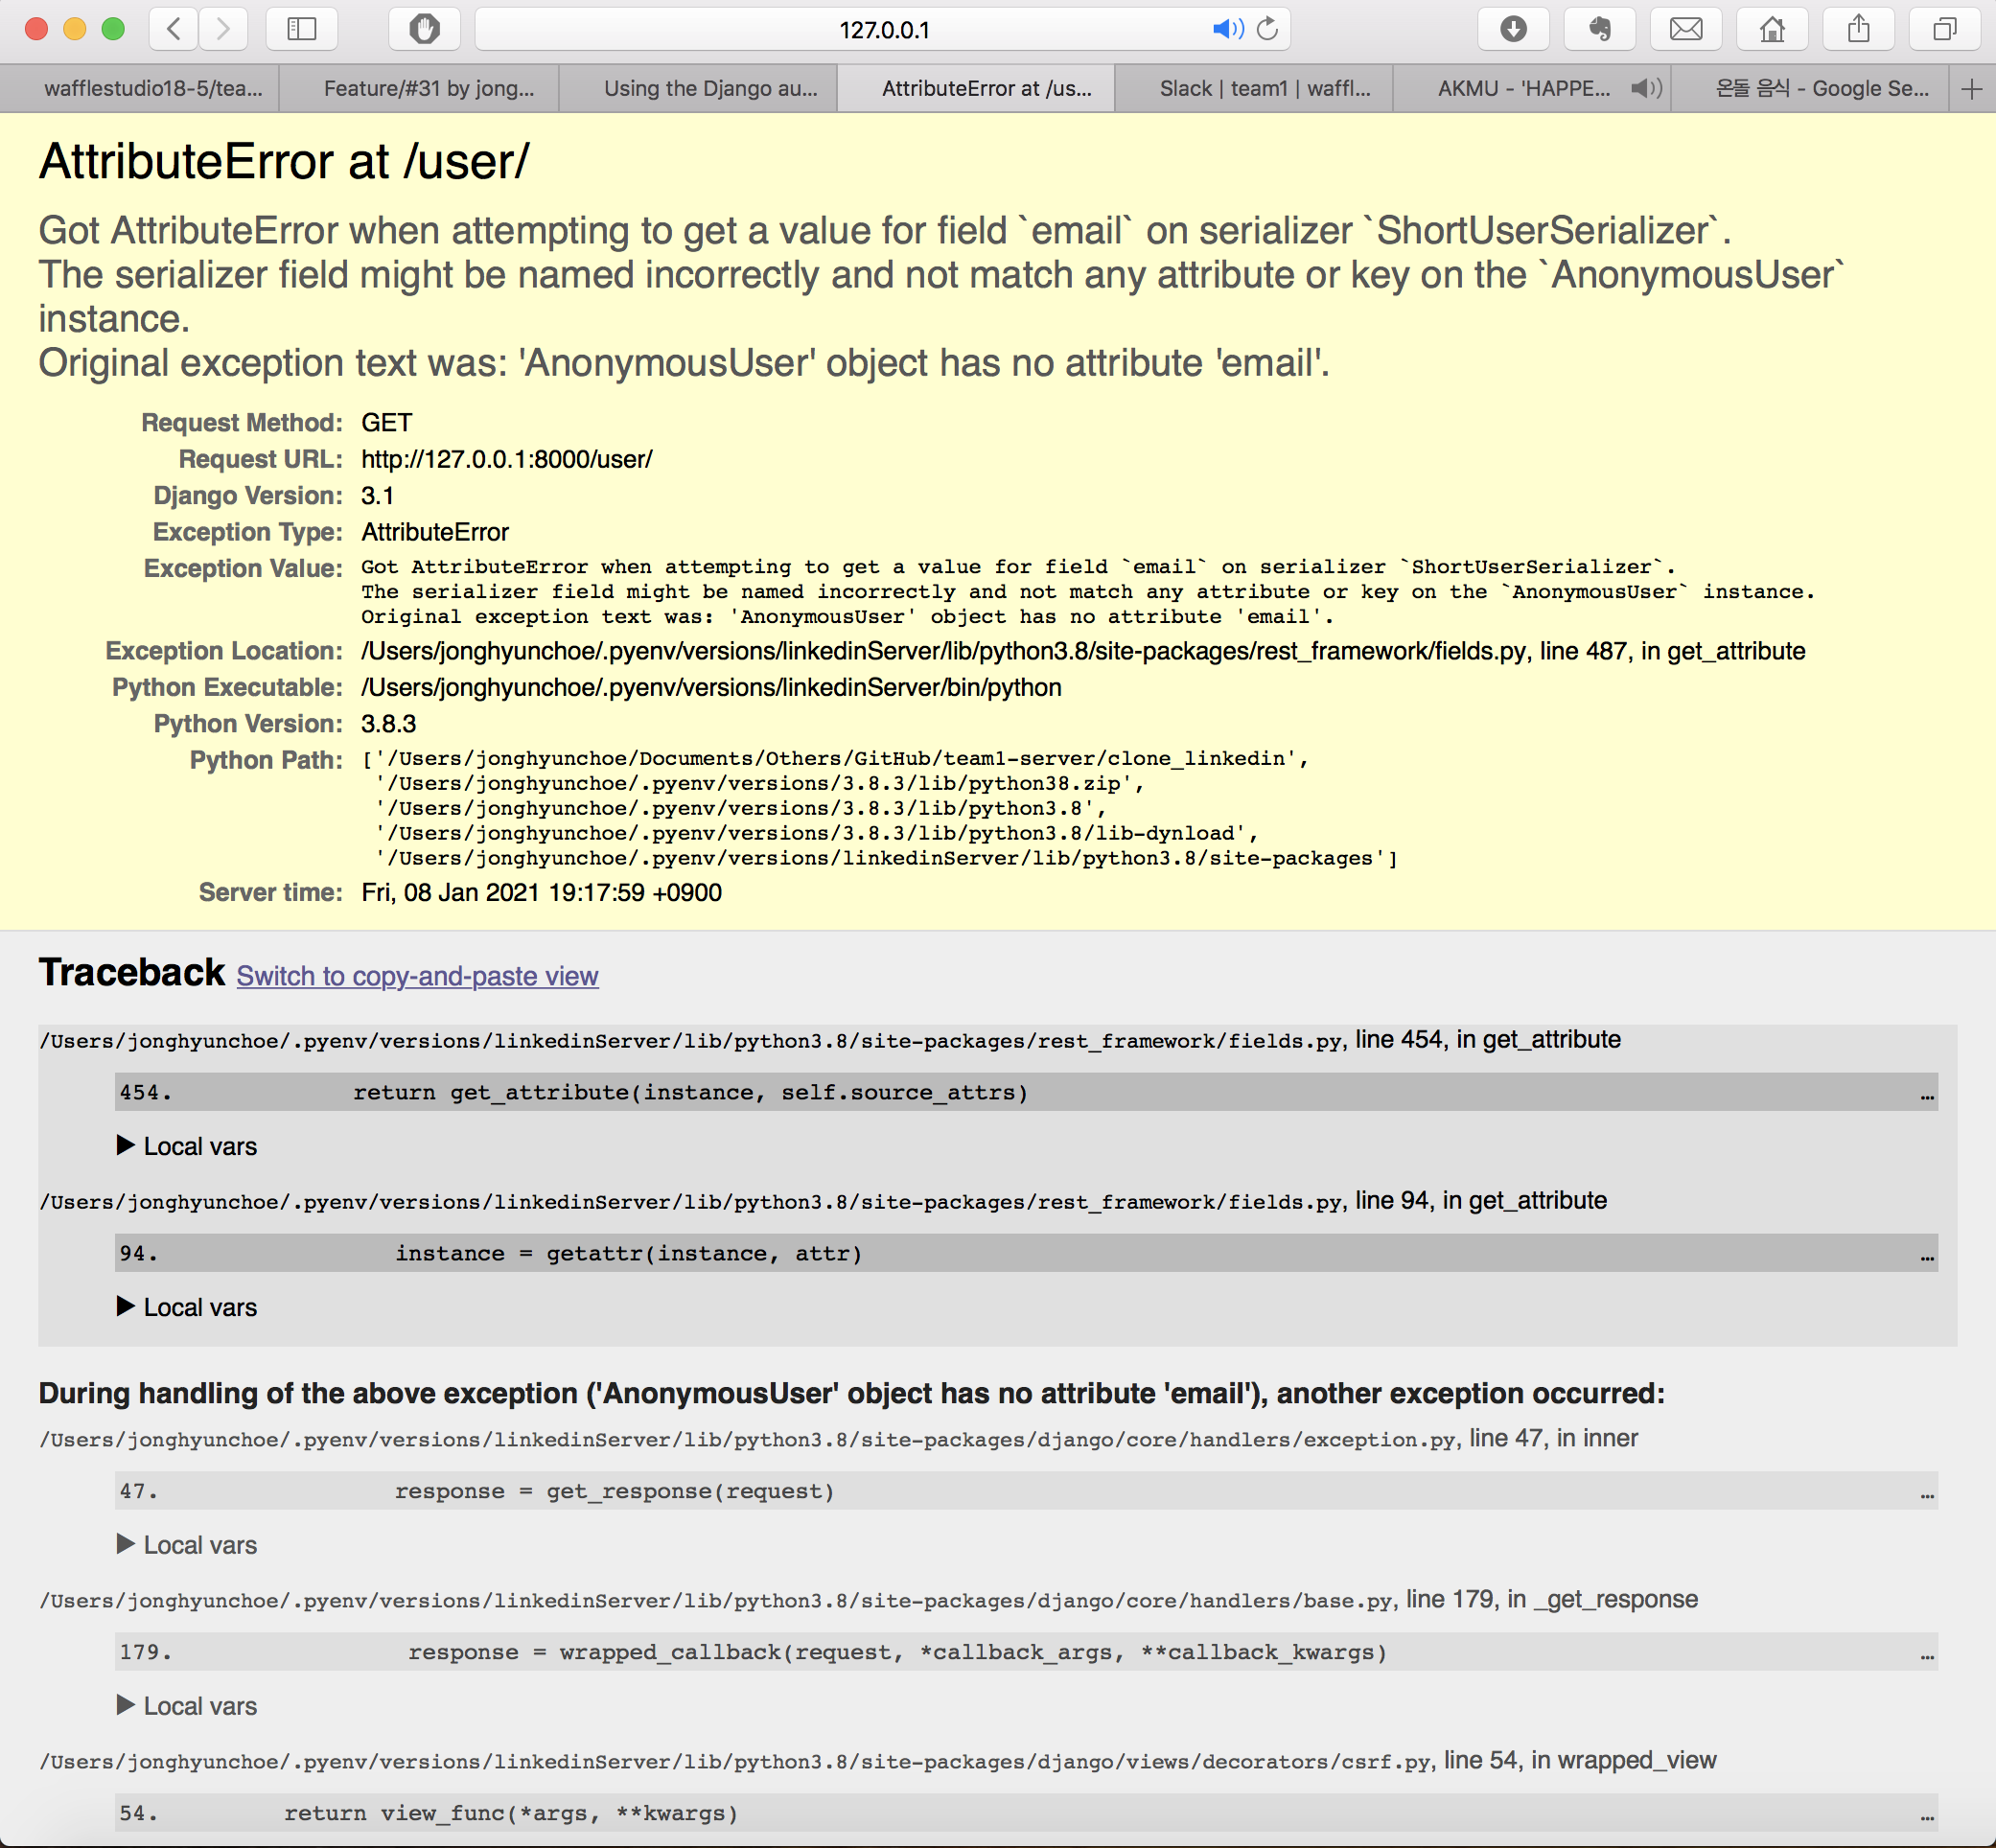 127.0.0.1
wafflestudio18-5/tea...
Feature/#31 by jong...
Using the Django au...
AttributeError at /us...
Slack | team1 | waffl...
AKMU - 'HAPPE...
온돌 음식 - Google Se...
AttributeError at /user/
Got AttributeError when attempting to get a value for field `email` on serializer `ShortUserSerializer`.
The serializer field might be named incorrectly and not match any attribute or key on the `AnonymousUser`
instance.
Original exception text was: 'AnonymousUser' object has no attribute 'email'.
Request Method: GET
Request URL: http://127.0.0.1:8000/user/
Django Version: 3.1
Exception Type: AttributeError
Exception Value: Got AttributeError when attempting to get a value for field `email` on serializer `ShortUserSerializer`.
The serializer field might be named incorrectly and not match any attribute or key on the `AnonymousUser` instance.
Original exception text was: 'AnonymousUser' object has no attribute 'email'.
Exception Location: /Users/jonghyunchoe/.pyenv/versions/linkedinServer/lib/python3.8/site-packages/rest_framework/fields.py, line 487, in get_attribute
Python Executable: /Users/jonghyunchoe/.pyenv/versions/linkedinServer/bin/python
Python Version: 3.8.3
Python Path: ['/Users/jonghyunchoe/Documents/Others/GitHub/team1-server/clone_linkedin',
'/Users/jonghyunchoe/.pyenv/versions/3.8.3/lib/python38.zip',
'/Users/jonghyunchoe/.pyenv/versions/3.8.3/lib/python3.8',
'/Users/jonghyunchoe/.pyenv/versions/3.8.3/lib/python3.8/lib-dynload',
'/Users/jonghyunchoe/.pyenv/versions/linkedinServer/lib/python3.8/site-packages']
Server time: Fri, 08 Jan 2021 19:17:59 +0900
Traceback Switch to copy-and-paste view
/Users/jonghyunchoe/.pyenv/versions/linkedinServer/lib/python3.8/site-packages/rest_framework/fields.py, line 454, in get_attribute
454. return get_attribute(instance, self.source_attrs) …
▶ Local vars
/Users/jonghyunchoe/.pyenv/versions/linkedinServer/lib/python3.8/site-packages/rest_framework/fields.py, line 94, in get_attribute
94. instance = getattr(instance, attr) …
▶ Local vars
During handling of the above exception ('AnonymousUser' object has no attribute 'email'), another exception occurred:
/Users/jonghyunchoe/.pyenv/versions/linkedinServer/lib/python3.8/site-packages/django/core/handlers/exception.py, line 47, in inner
47. response = get_response(request) …
▶ Local vars
/Users/jonghyunchoe/.pyenv/versions/linkedinServer/lib/python3.8/site-packages/django/core/handlers/base.py, line 179, in _get_response
179. response = wrapped_callback(request, *callback_args, **callback_kwargs) …
▶ Local vars
/Users/jonghyunchoe/.pyenv/versions/linkedinServer/lib/python3.8/site-packages/django/views/decorators/csrf.py, line 54, in wrapped_view
54. return view_func(*args, **kwargs) …